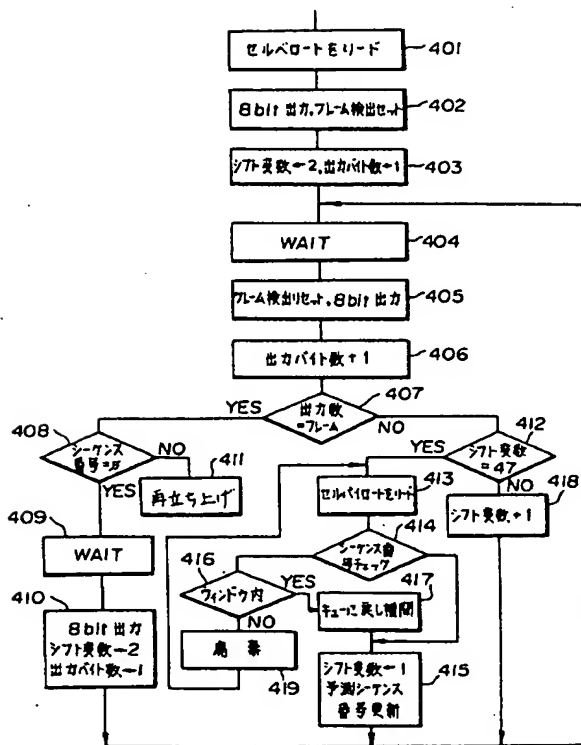 セルペロートをリード
401
8bit 出力,フレーム検出セット
402
シフト変数←2,出力バイト数←1
403
WAIT
404
フレーム検出リセット,8bit 出力
405
出力バイト数+1
406
407
出力数
=フレーム
YES
NO
408
シーケンス
番号=
NO
YES
411
再立ち上げ
409
WAIT
410
8bit 出力
シフト変数←2
出力バイト数←1
412
シフト変数
=47
YES
NO
418
シフト変数+1
セルパイロートをリード
413
414
シーケンス番
号チェック
416
ウィンドウ内
YES
NO
417
キューに戻し補間
廃棄
419
シフト変数←1
予測シーケンス
番号更新
415